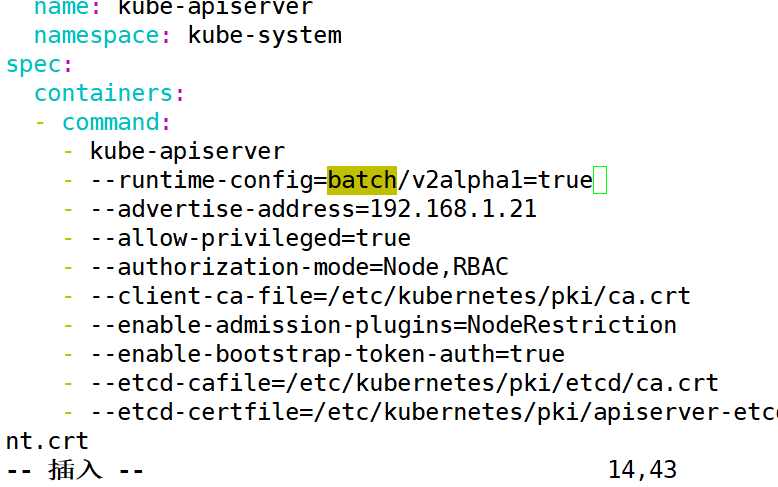 name: kube-apiserver
  namespace: kube-system
spec:
  containers:
  - command:
    - kube-apiserver
    - --runtime-config=batch/v2alpha1=true
    - --advertise-address=192.168.1.21
    - --allow-privileged=true
    - --authorization-mode=Node,RBAC
    - --client-ca-file=/etc/kubernetes/pki/ca.crt
    - --enable-admission-plugins=NodeRestriction
    - --enable-bootstrap-token-auth=true
    - --etcd-cafile=/etc/kubernetes/pki/etcd/ca.crt
    - --etcd-certfile=/etc/kubernetes/pki/apiserver-etc
nt.crt
-- 插入 -- 14,43